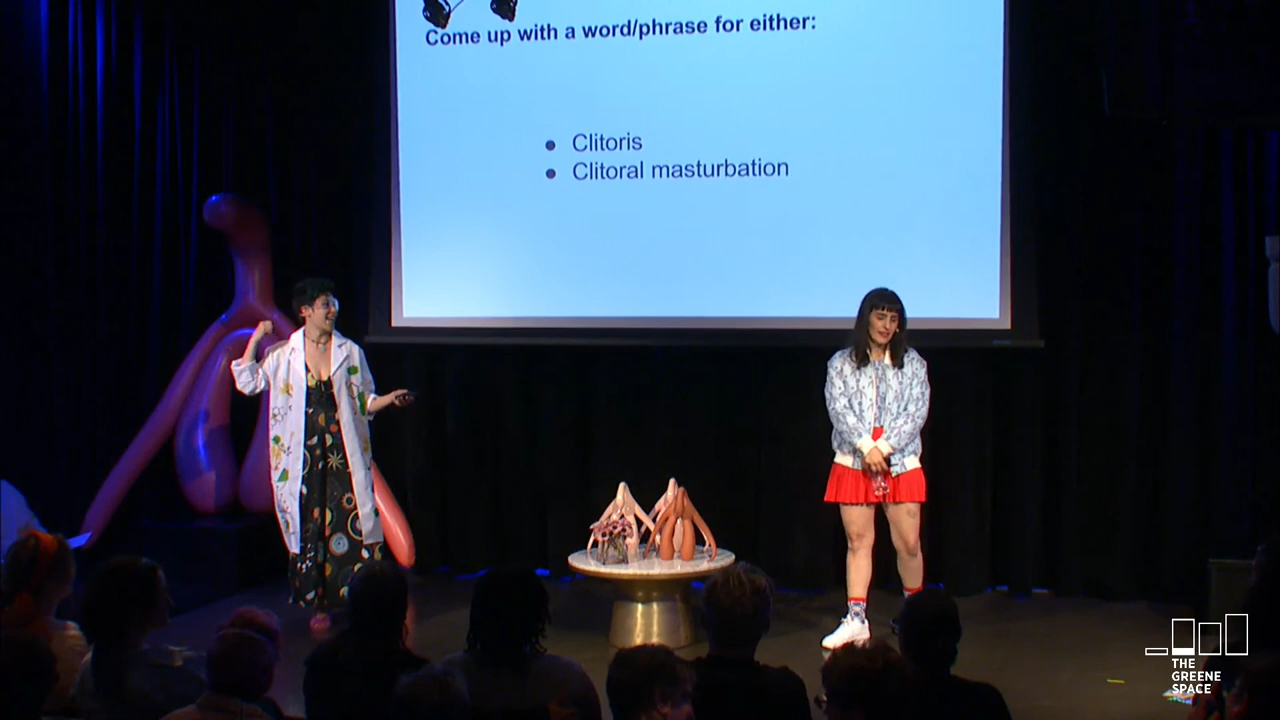 Come up with a word/phrase for either:
● Clitoris
● Clitoral masturbation
THE
GREENE
SPACE